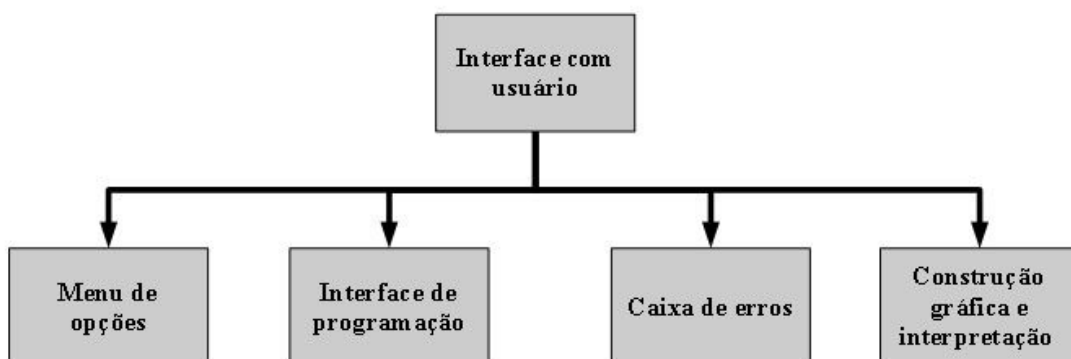 Interface com
usuário
Menu de
opções
Interface de
programação
Caixa de erros
Construção
gráfica e
interpretação